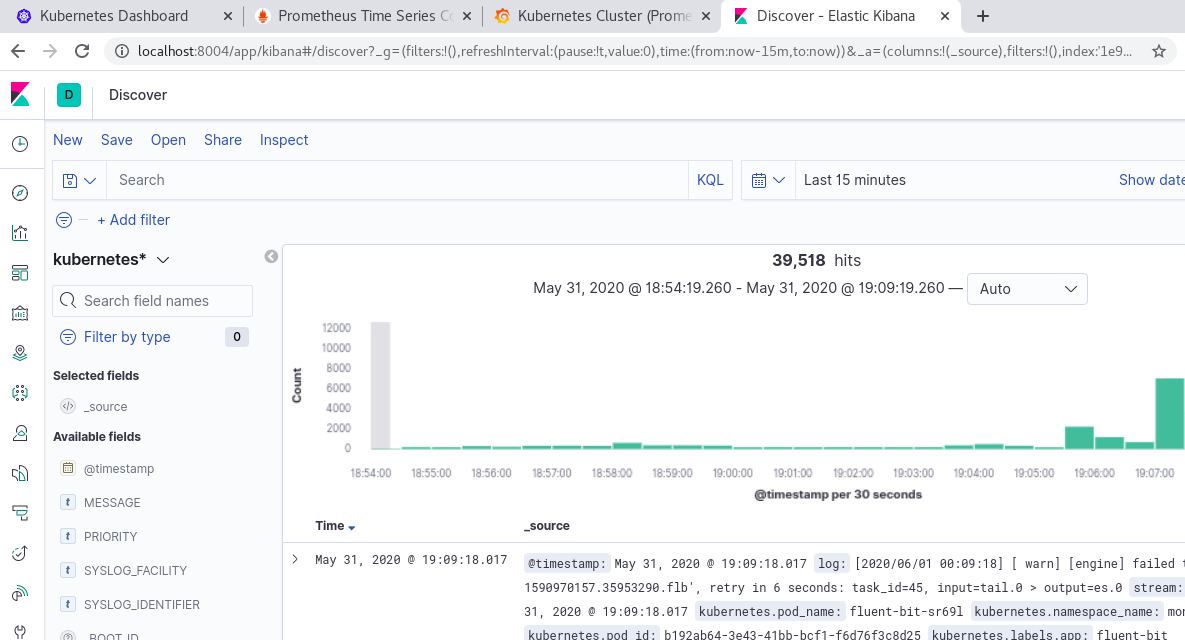 Kubernetes Dashboard
Prometheus Time Series Co
Kubernetes Cluster (Prome
Discover - Elastic Kibana
localhost:8004/app/kibana#/discover?_g=(filters:!(),refreshInterval:(pause:!t,value:0),time:(from:now-15m,to:now))&_a=(columns:!(_source),filters:!(),index:'1e9...
D
Discover
New Save Open Share Inspect
Search
KQL
Last 15 minutes
Show date
+ Add filter
kubernetes*
39,518 hits
May 31, 2020 @ 18:54:19.260 - May 31, 2020 @ 19:09:19.260 —
Auto
Search field names
Filter by type
0
Selected fields
_source
Available fields
@timestamp
MESSAGE
PRIORITY
SYSLOG_FACILITY
SYSLOG_IDENTIFIER
_BOOT_ID
t
t
t
t
Count
12000
10000
8000
6000
4000
2000
0
18:54:00 18:55:00 18:56:00 18:57:00 18:58:00 18:59:00 19:00:00 19:01:00 19:02:00 19:03:00 19:04:00 19:05:00 19:06:00 19:07:00
@timestamp per 30 seconds
Time
_source
May 31, 2020 @ 19:09:18.017
@timestamp: May 31, 2020 @ 19:09:18.017 log: [2020/06/01 00:09:18] [ warn] [engine] failed t
1590970157.35953290.flb', retry in 6 seconds: task_id=45, input=tail.0 > output=es.0 stream:
31, 2020 @ 19:09:18.017 kubernetes.pod_name: fluent-bit-sr69l kubernetes.namespace_name: mon
kubernetes.pod_id: b192ab64-3e43-41bb-bcf1-f6d76f3c8d25 kubernetes.labels.app: fluent-bit